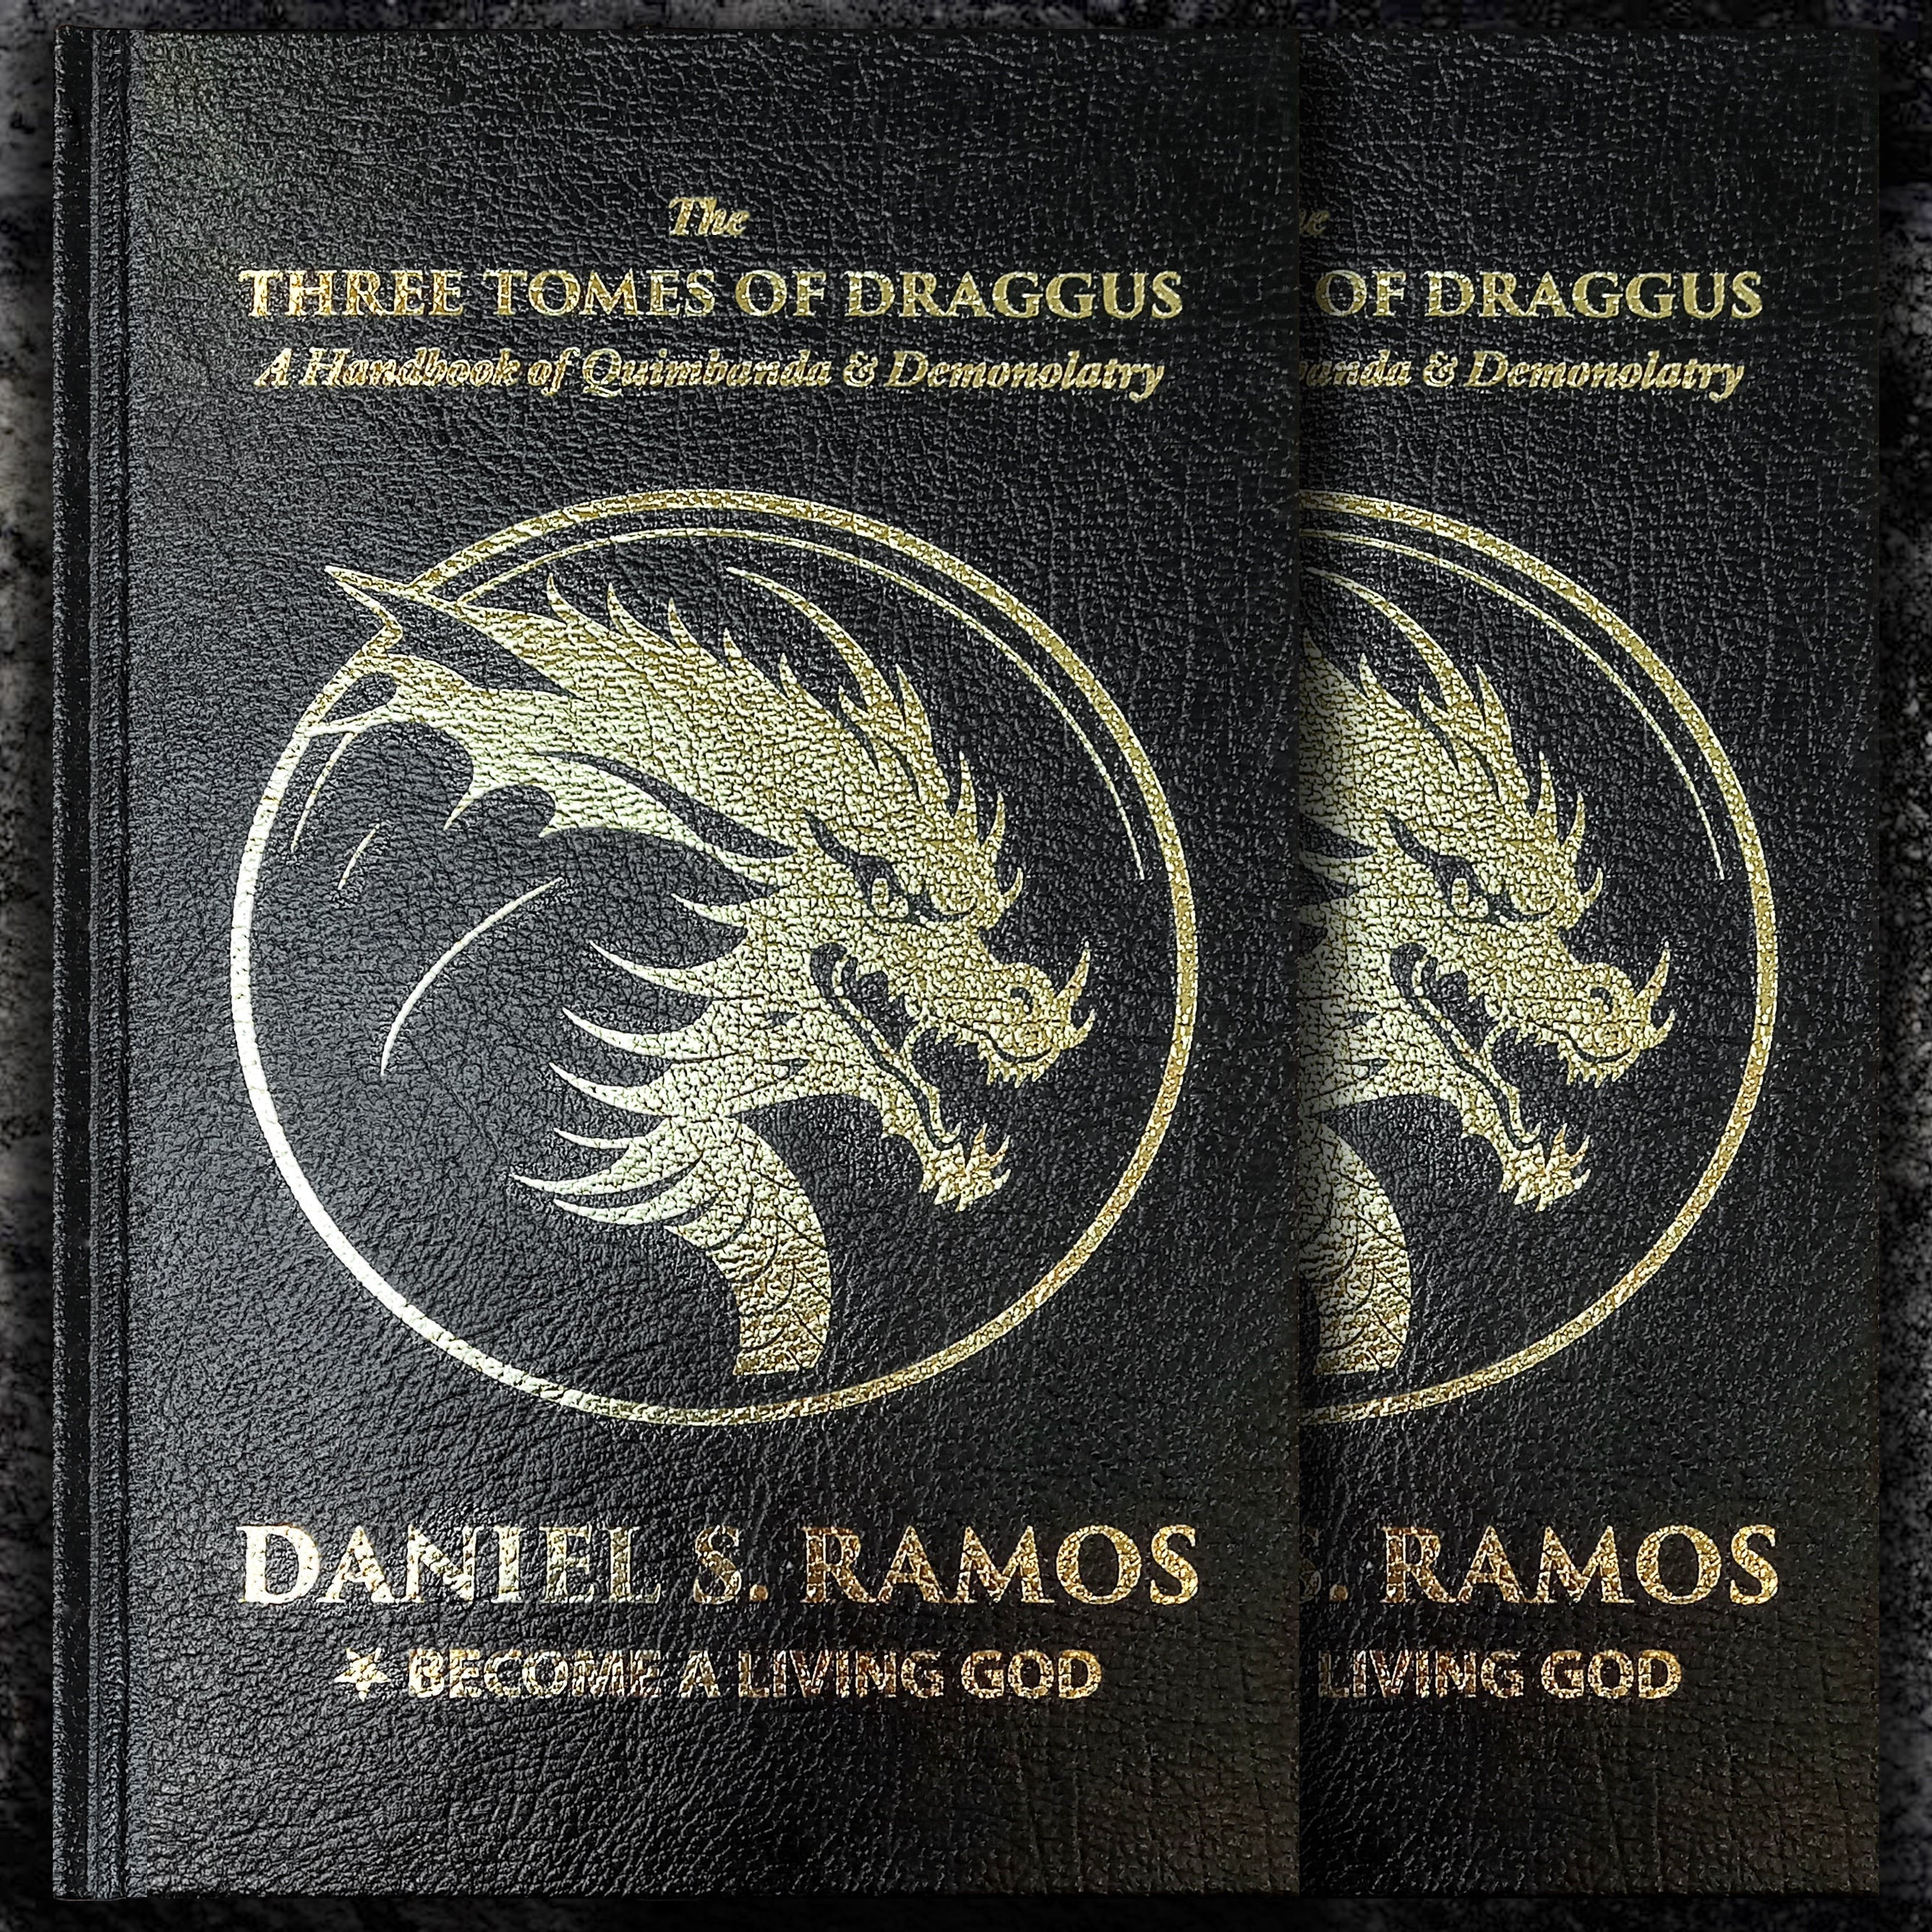 The
THREE TOMES OF DRAGGUS
A Handbook of Quimbanda & Demonolatry
DANIEL S. RAMOS
BECOME A LIVING GOD
OF DRAGGUS
& Demonolatry
RAMOS
LIVING GOD